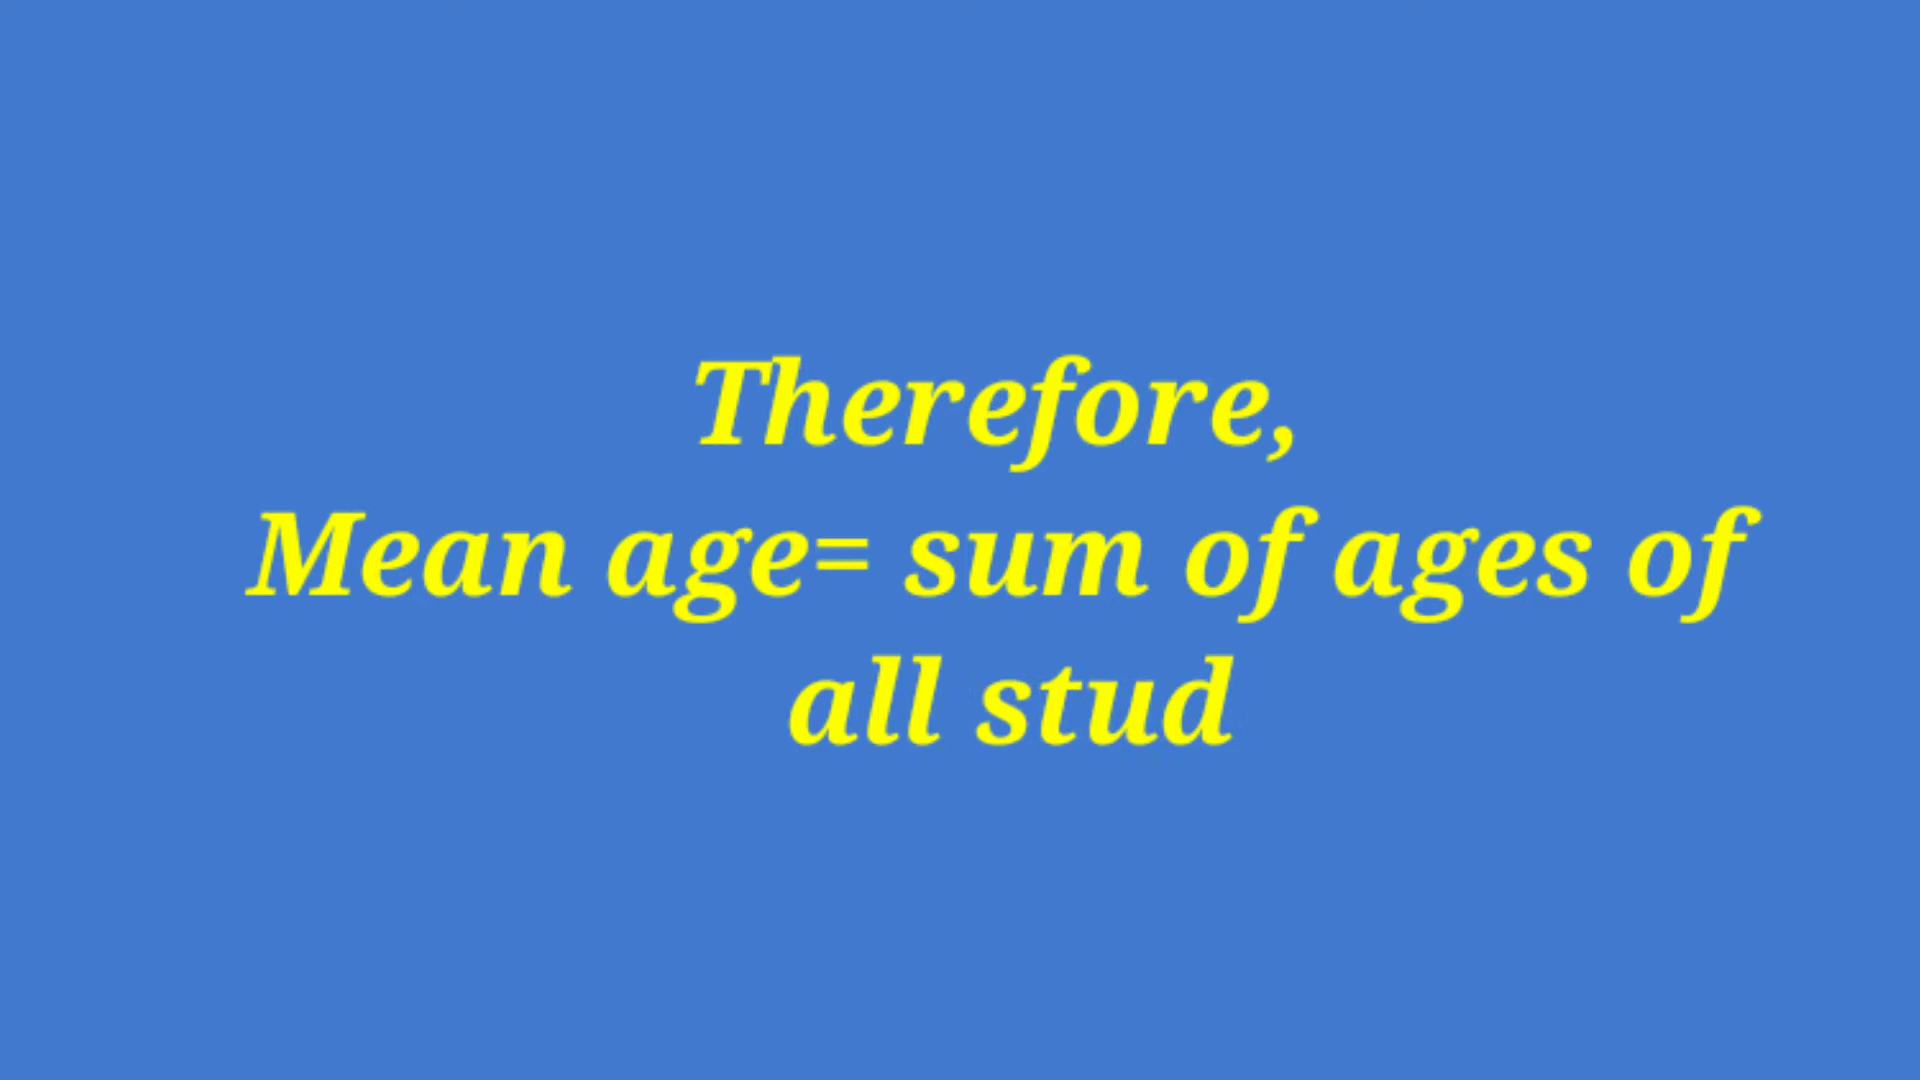 Therefore,
Mean age= sum of ages of
all stud